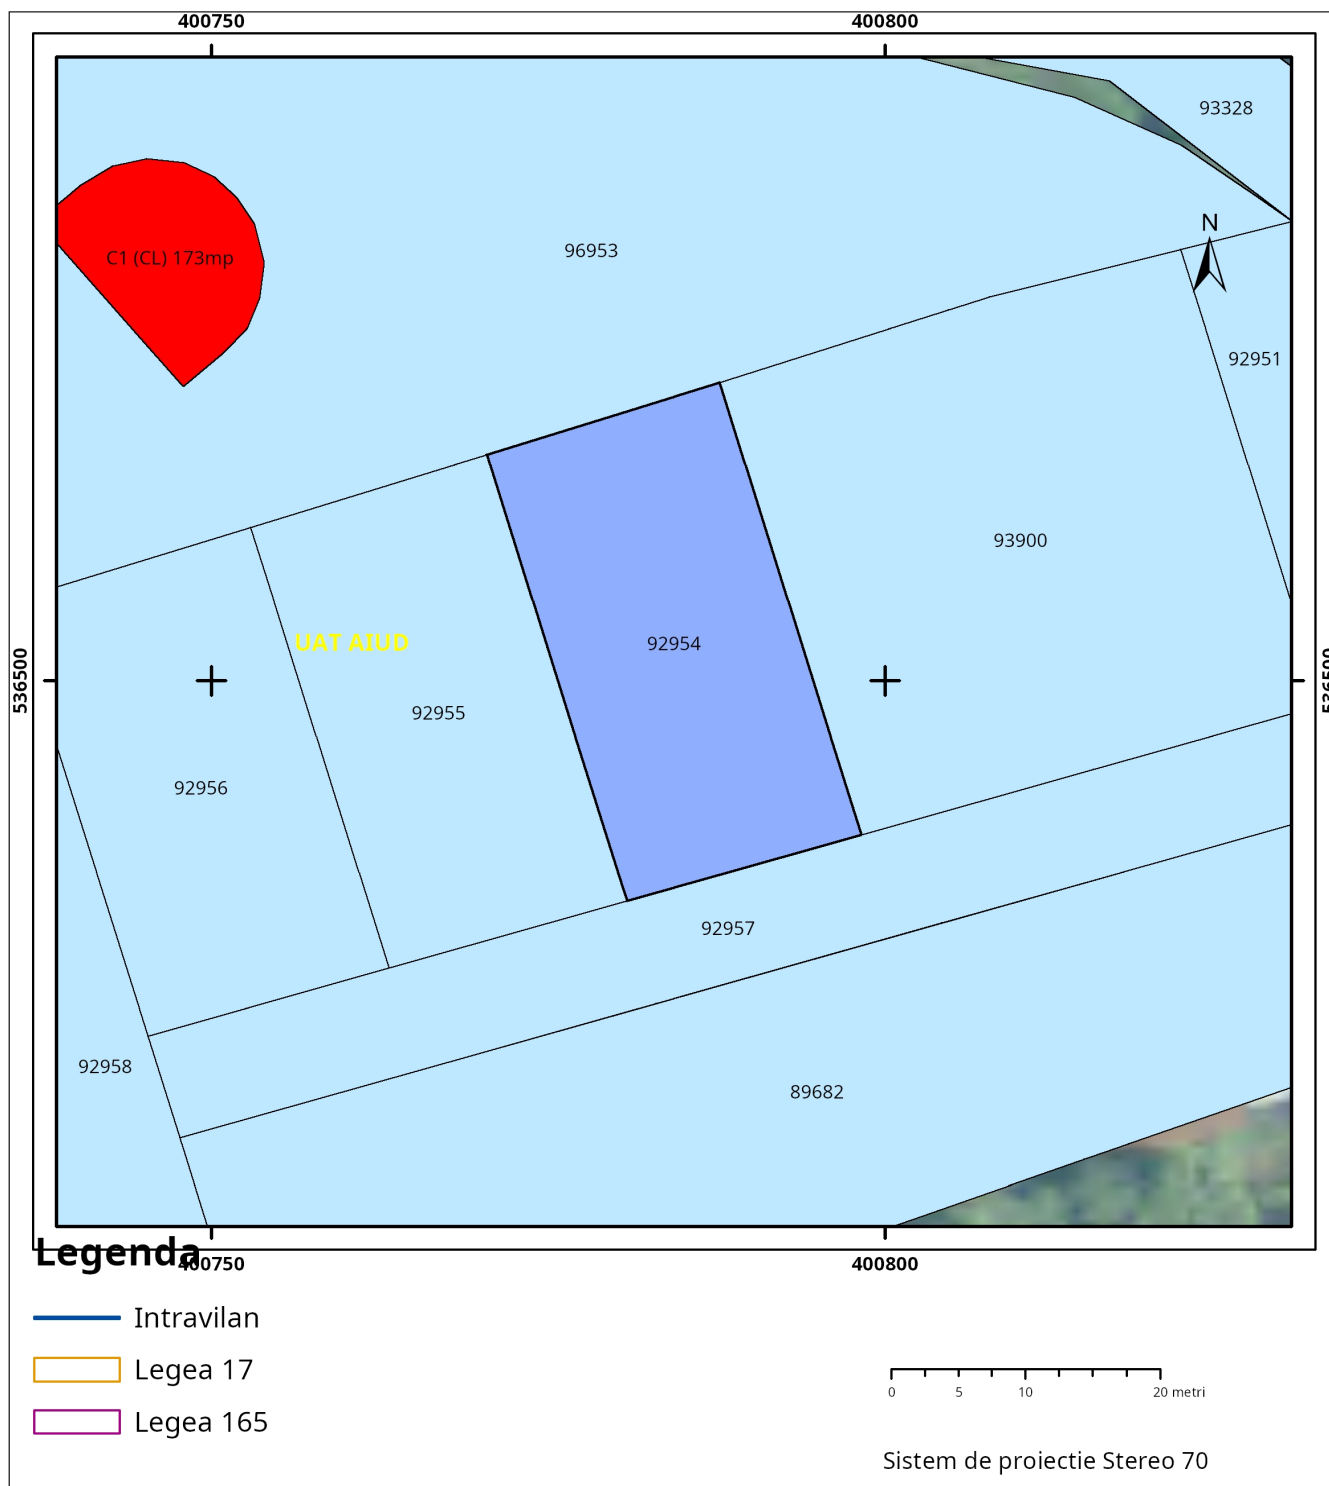 400750 400800
93328
N
C1 (CL) 173mp
96953
92951
93900
UAT AIUD
92954
536500
536500
92955
92956
92957
92958
89682
Legenda
400750 400800
Intravilan
Legea 17
Legea 165
0 5 10 20 metri
Sistem de proiectie Stereo 70